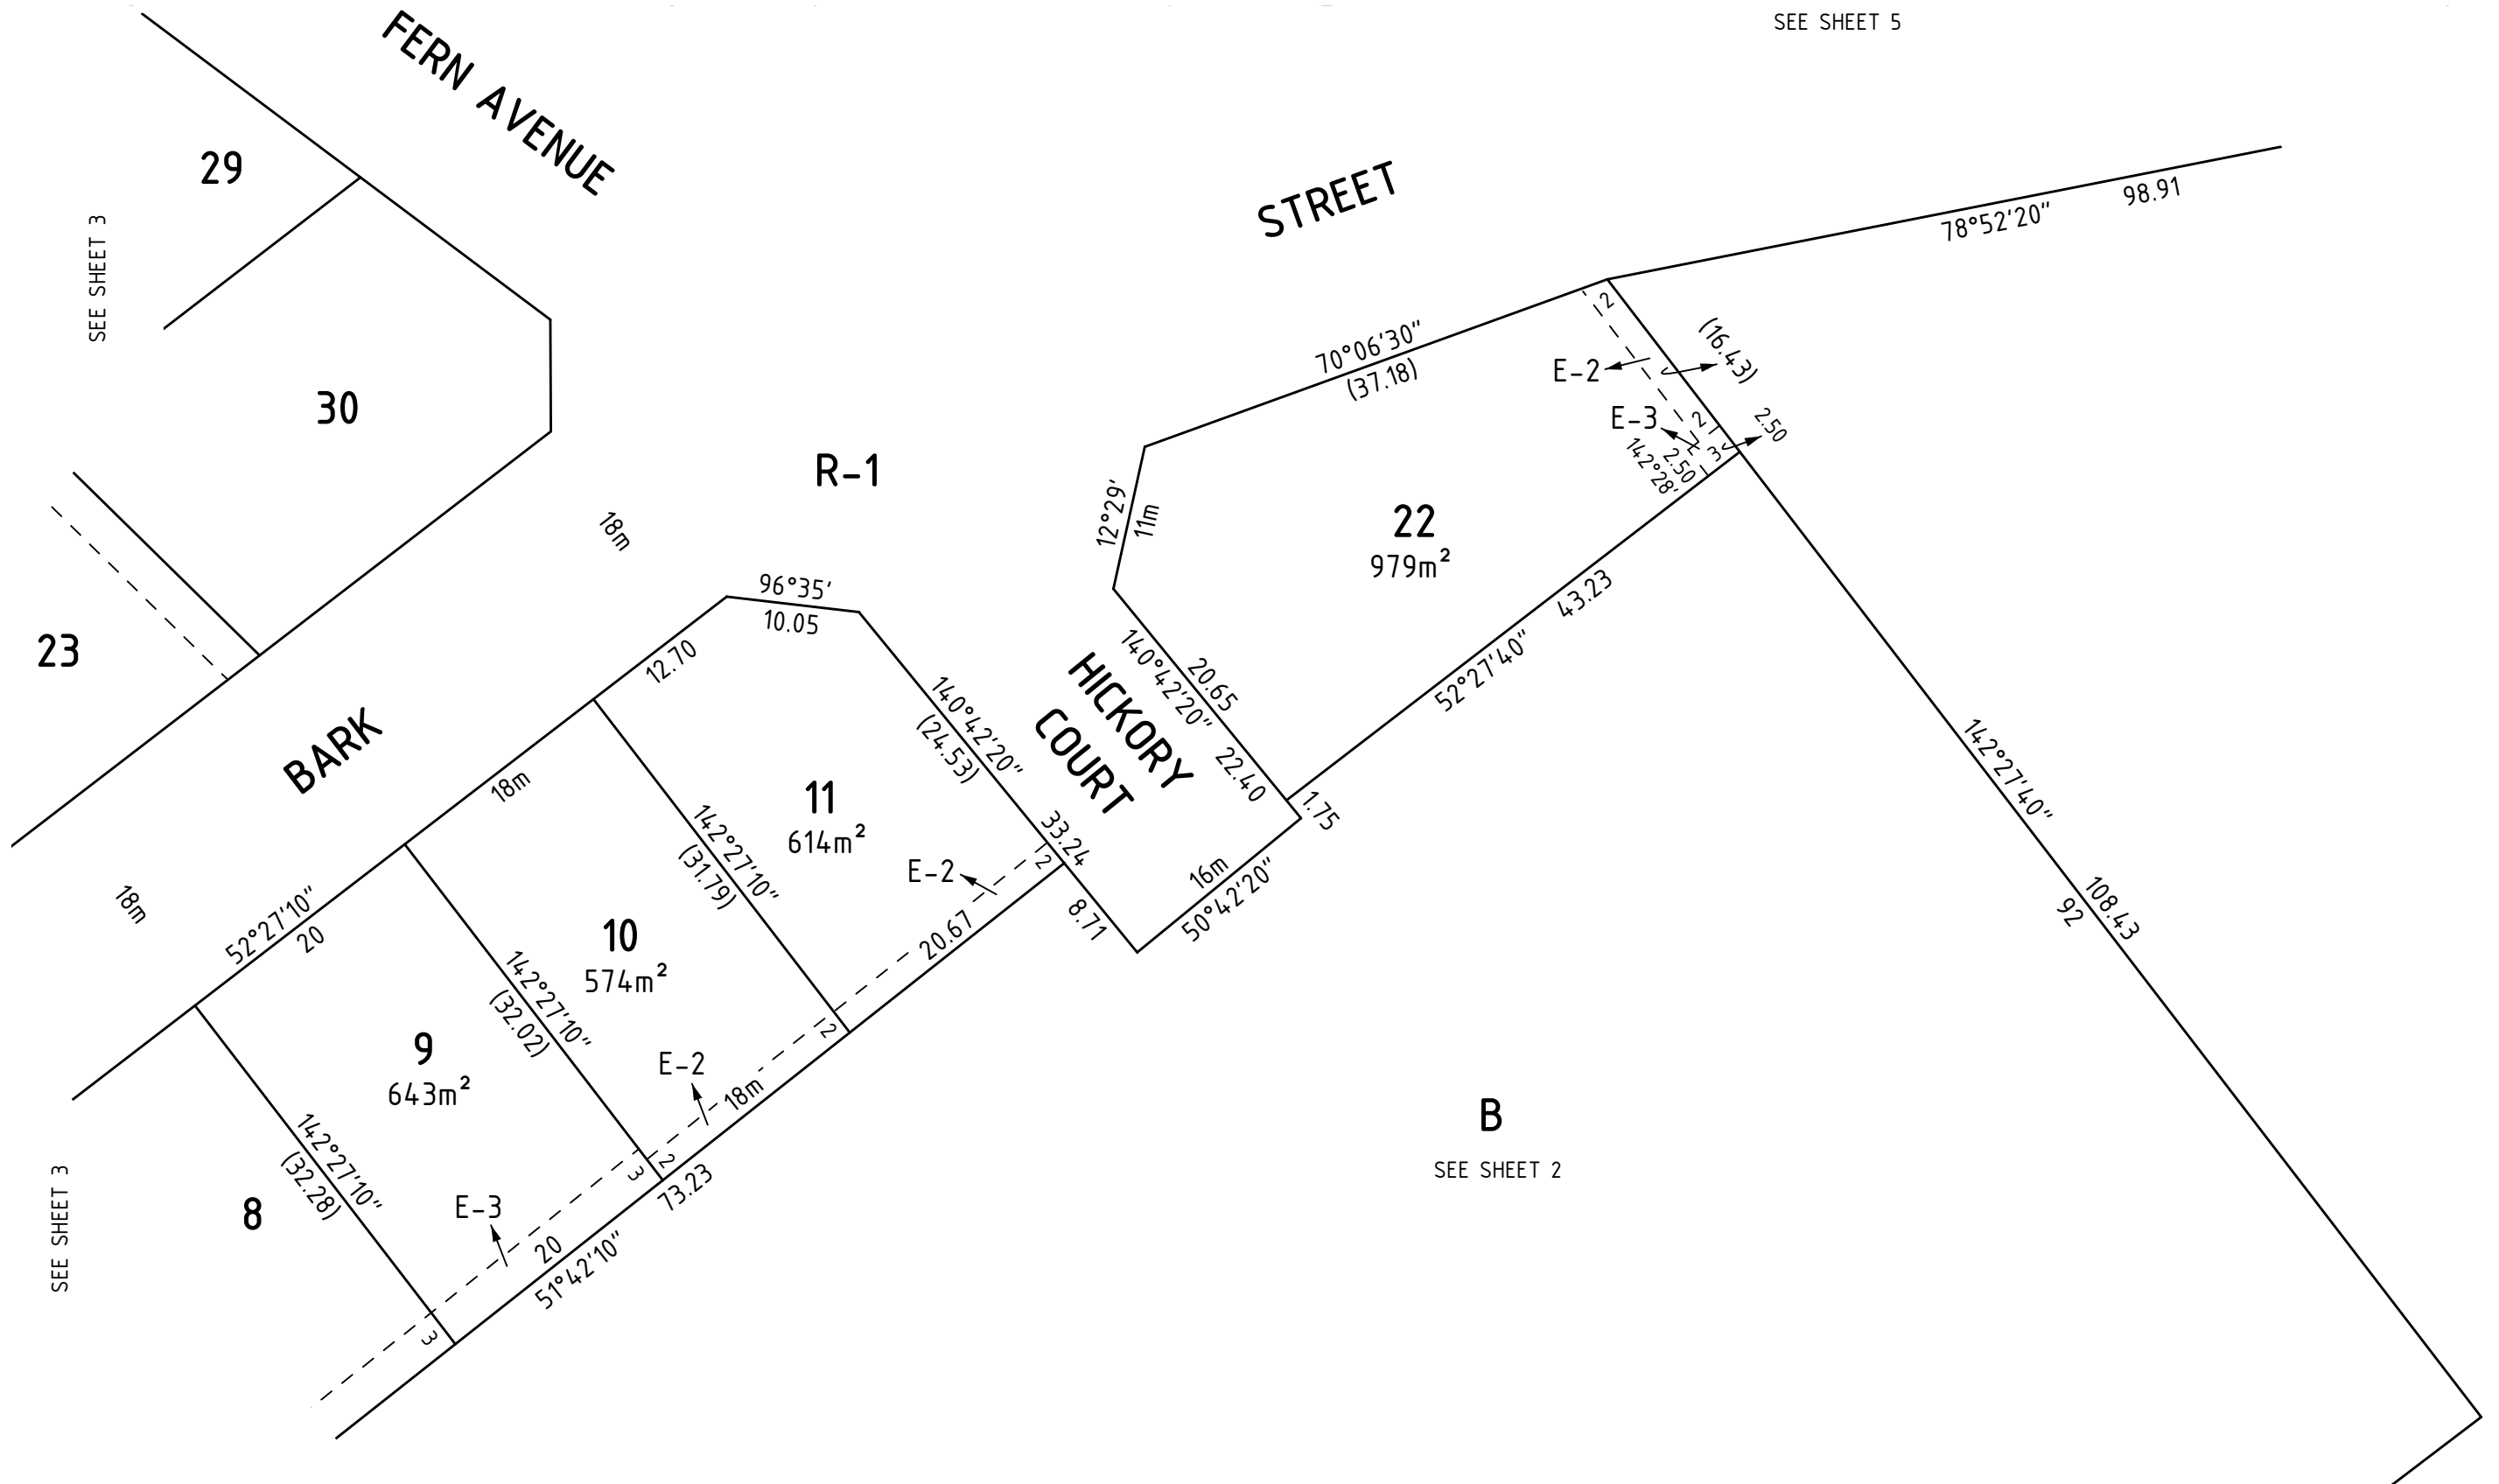 SEE SHEET 5
FERN AVENUE
29
SEE SHEET 3
STREET
98.91
78°52'20"
30
70°06'30"
(37.18)
2
(16.43)
E-2
E-3
2
2.50
3
2.50
142°28'
R-1
12°29'
11m
22
979m²
18m
96°35'
10.05
43.23
52°27'40"
23
12.70
140°42'20"
(24.53)
HICKORY
COURT
20.65
140°42'20"
22.40
1.75
BARK
18m
11
614m²
142°27'10"
(31.79)
33.24
2
E-2
16m
50°42'20"
8.71
20.67
142°27'40"
108.43
92
18m
52°27'10"
20
10
574m²
142°27'10"
(32.02)
2
E-2
18m
9
643m²
2
3
73.23
142°27'10"
(32.28)
E-3
20
51°42'10"
8
3
SEE SHEET 3
B
SEE SHEET 2